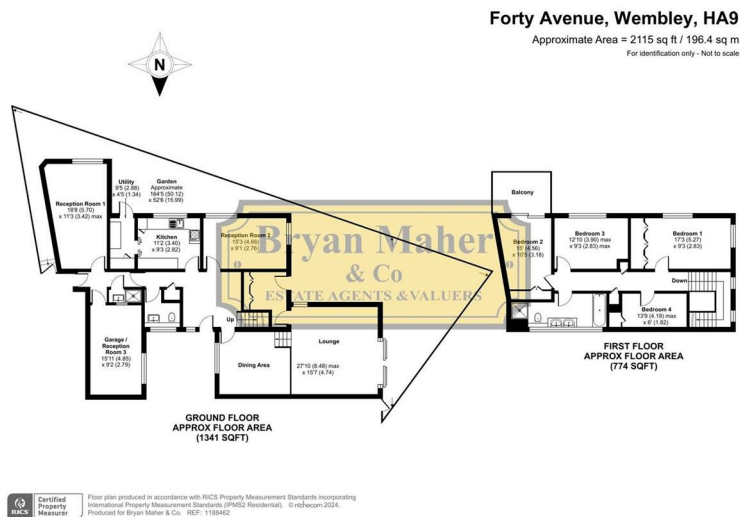 Forty Avenue, Wembley, HA9
Approximate Area = 2115 sq ft / 196.4 sq m
For identification only - Not to scale
N
Reception Room 1
18'8 (5.70)
x 11'3 (3.42) max
Utility
9'5 (2.88)
x 4'5 (1.34)
Garden
Approximate
164'5 (50.12)
x 52'6 (15.99)
Kitchen
11'2 (3.40)
x 9'3 (2.82)
Reception Room 2
15'3 (4.66)
x 9'1 (2.76)
Bryan Maher
& Co
ESTATE AGENTS & VALUERS
Up
Garage /
Reception
Room 3
15'11 (4.85)
x 9'2 (2.79)
Dining Area
Lounge
27'10 (8.48) max
x 15'7 (4.74)
GROUND FLOOR
APPROX FLOOR AREA
(1341 SQFT)
Balcony
Bedroom 2
15' (4.56)
x 10'5 (3.18)
Bedroom 3
12'10 (3.90) max
x 9'3 (2.83) max
Bedroom 1
17'3 (5.27)
x 9'3 (2.83)
Down
Bedroom 4
13'9 (4.19) max
x 6' (1.82)
FIRST FLOOR
APPROX FLOOR AREA
(774 SQFT)
RICS
Certified
Property
Measurer
Floor plan produced in accordance with RICS Property Measurement Standards incorporating
International Property Measurement Standards (IPMS2 Residential). © nichecom 2024.
Produced for Bryan Maher & Co. REF: 1188462